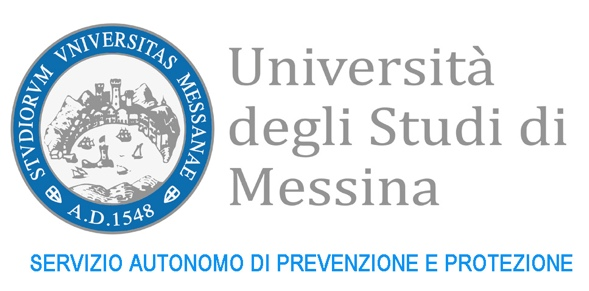 STVDIORVM VNIVERSITAS MESSANAE
A.D.1548
Università
degli Studi di
Messina
SERVIZIO AUTONOMO DI PREVENZIONE E PROTEZIONE